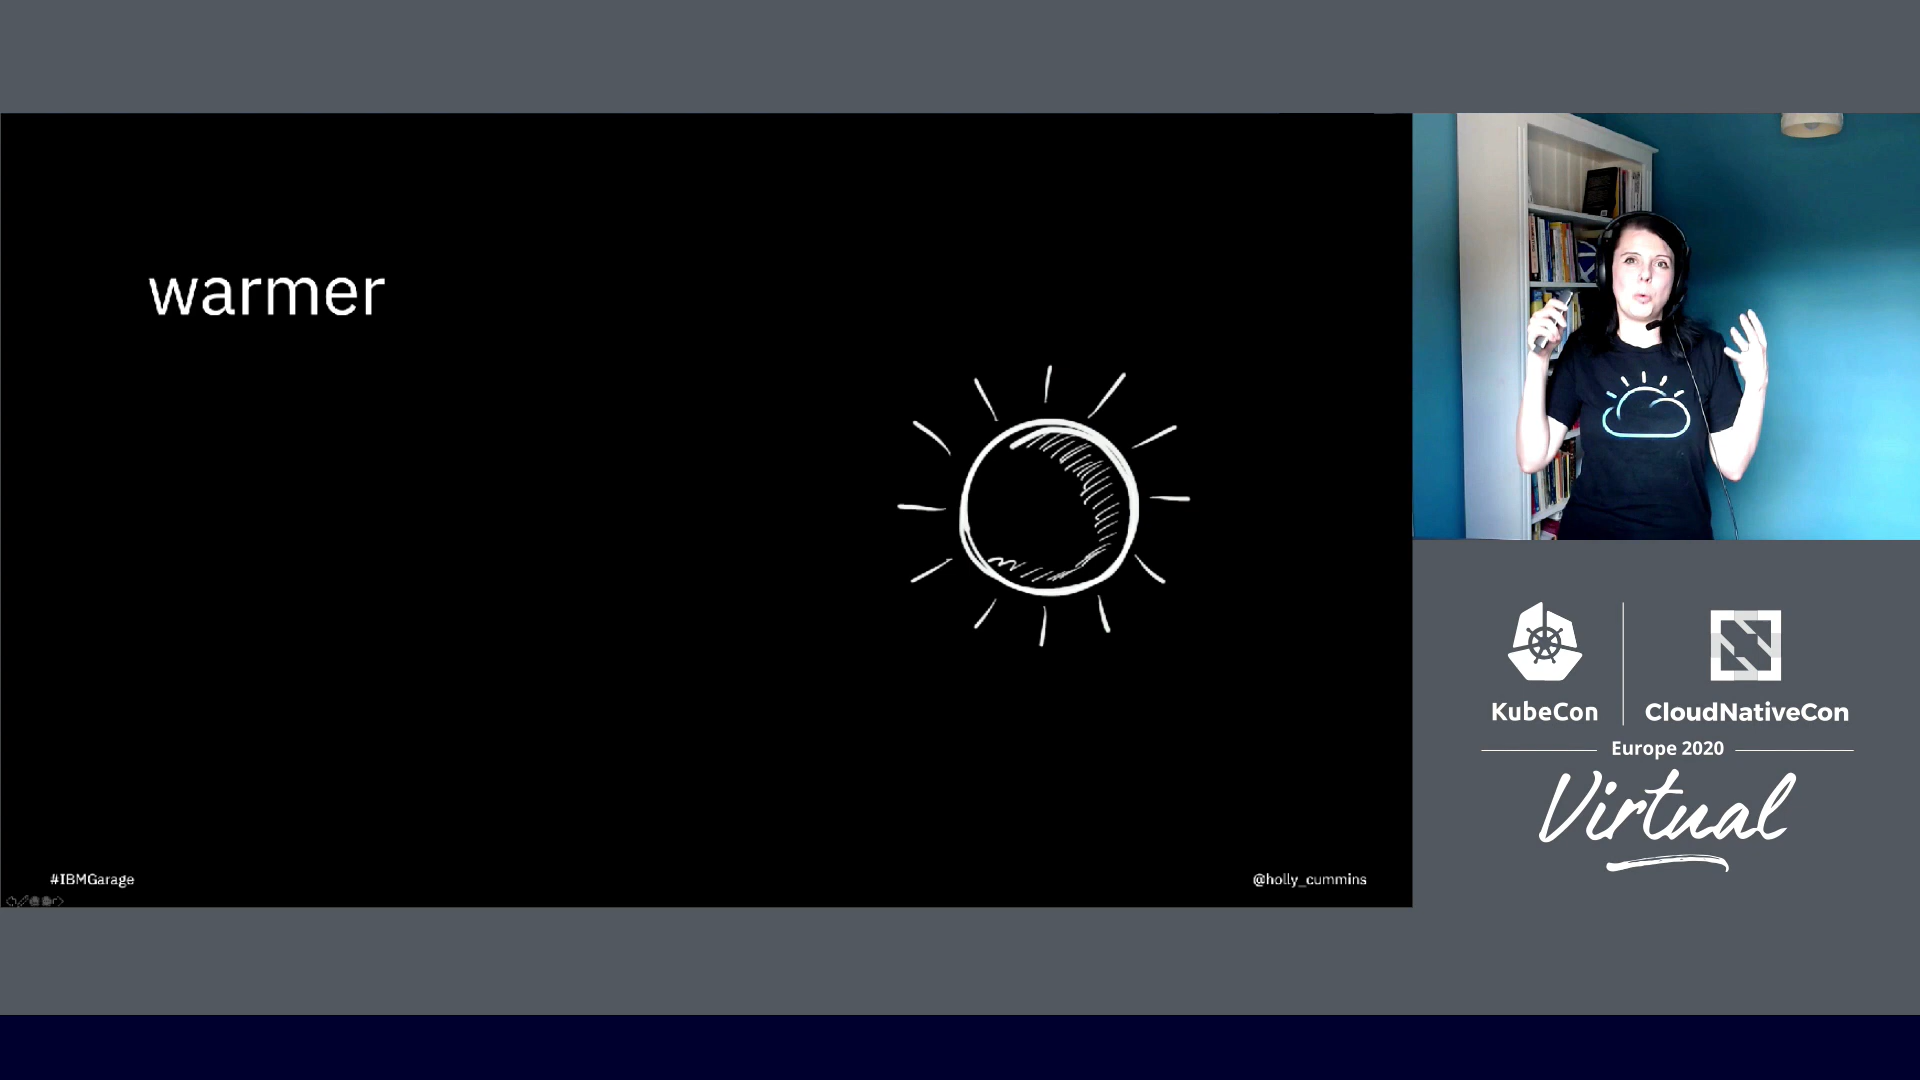 warmer
#IBMGarage
@holly_cummins
KubeCon
CloudNativeCon
Europe 2020
Virtual